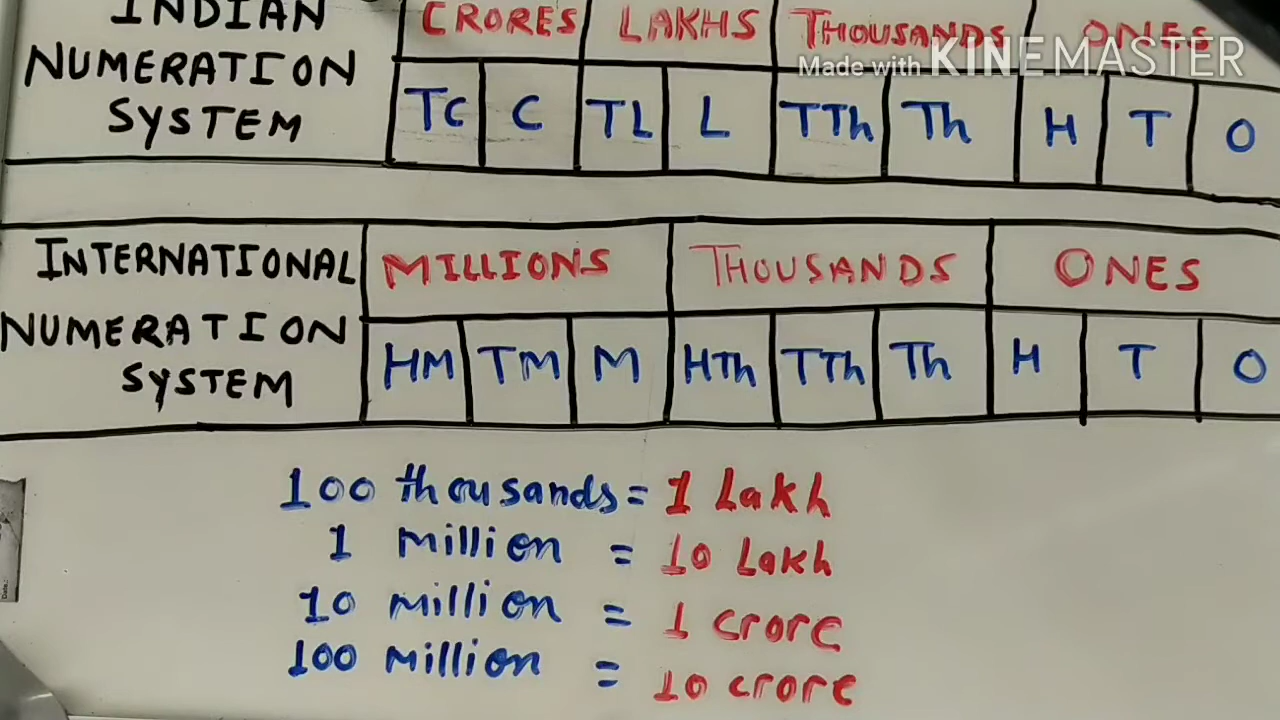 INDIAN NUMERATION SYSTEM
CRORES LAKHS THOUSANDS ONES
TC C TL L TTh Th H T O
Made with KINEMASTER
INTERNATIONAL NUMERATION SYSTEM
MILLIONS THOUSANDS ONES
HM TM M HTh TTh Th H T O
100 thousands = 1 Lakh
1 million = 10 Lakh
10 million = 1 crore
100 million = 10 crore